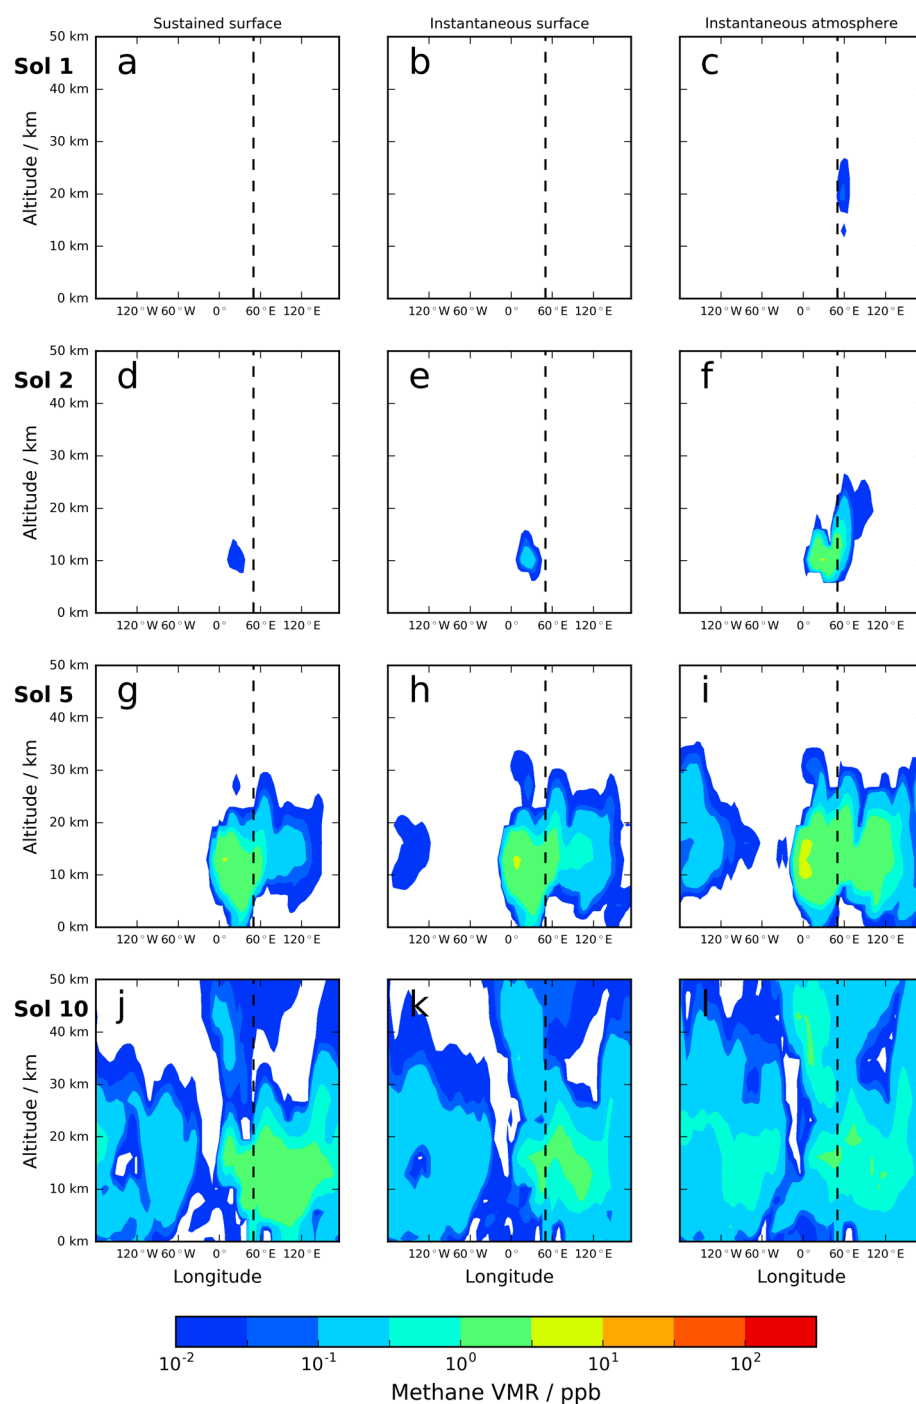 Sustained surface Instantaneous surface Instantaneous atmosphere
Sol 1
a b c
50 km
40 km
30 km
20 km
10 km
0 km
Altitude / km
120°W 60°W 0° 60°E 120°E 120°W 60°W 0° 60°E 120°E 120°W 60°W 0° 60°E 120°E
Sol 2
d e f
50 km
40 km
30 km
20 km
10 km
0 km
Altitude / km
120°W 60°W 0° 60°E 120°E 120°W 60°W 0° 60°E 120°E 120°W 60°W 0° 60°E 120°E
Sol 5
g h i
50 km
40 km
30 km
20 km
10 km
0 km
Altitude / km
120°W 60°W 0° 60°E 120°E 120°W 60°W 0° 60°E 120°E 120°W 60°W 0° 60°E 120°E
Sol 10
j k l
50 km
40 km
30 km
20 km
10 km
0 km
Altitude / km
120°W 60°W 0° 60°E 120°E 120°W 60°W 0° 60°E 120°E 120°W 60°W 0° 60°E 120°E
Longitude Longitude Longitude
10⁻² 10⁻¹ 10⁰ 10¹ 10²
Methane VMR / ppb